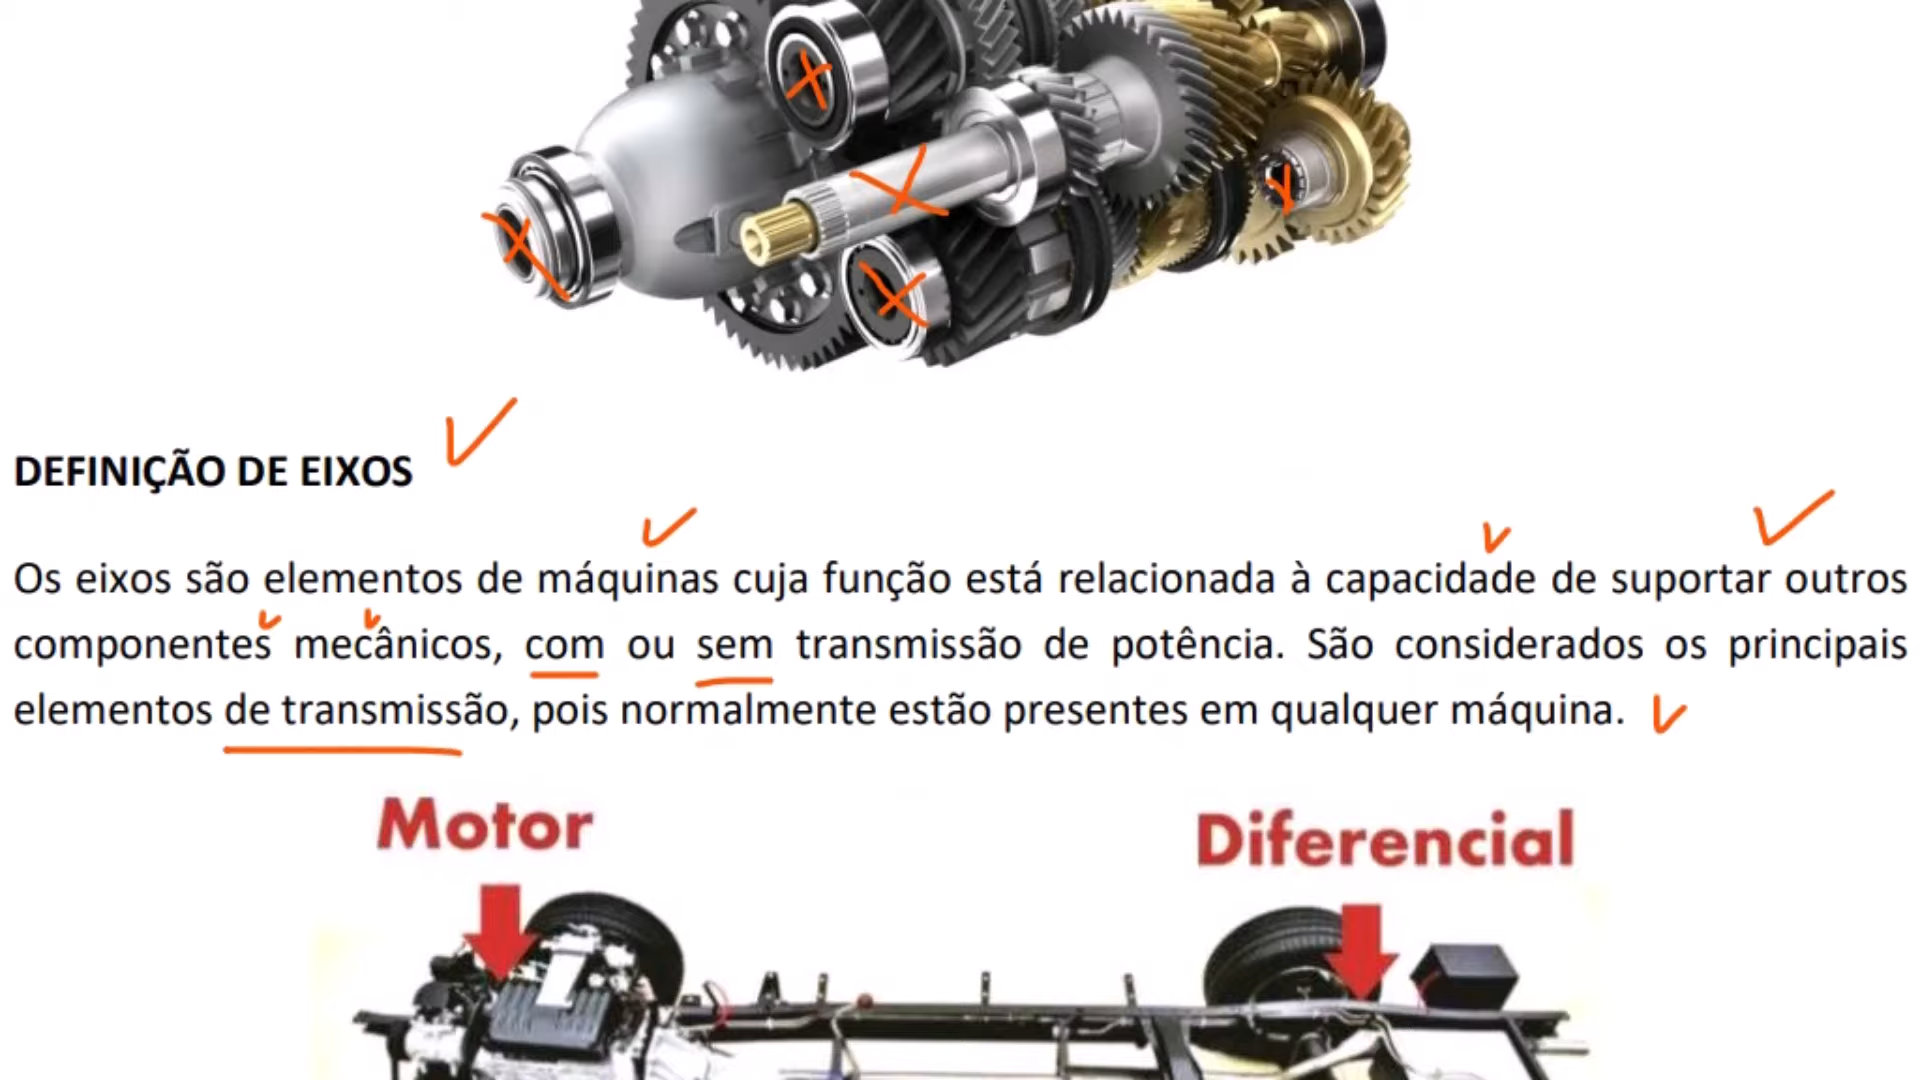 DEFINIÇÃO DE EIXOS
Os eixos são elementos de máquinas cuja função está relacionada à capacidade de suportar outros
componentes mecânicos, com ou sem transmissão de potência. São considerados os principais
elementos de transmissão, pois normalmente estão presentes em qualquer máquina.
Motor
Diferencial